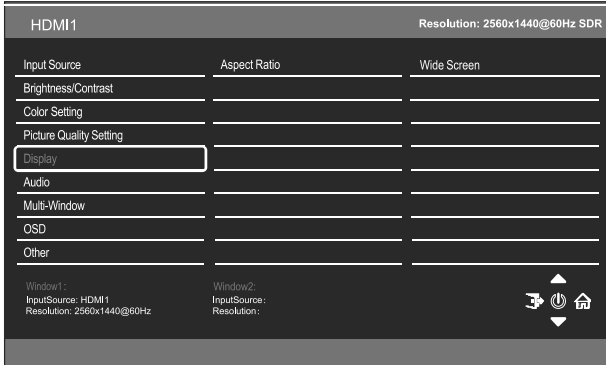 HDMI1 Resolution: 2560x1440@60Hz SDR
Input Source Aspect Ratio Wide Screen
Brightness/Contrast
Color Setting
Picture Quality Setting
Display
Audio
Multi-Window
OSD
Other
Window1: Window2:
InputSource: HDMI1 InputSource:
Resolution: 2560x1440@60Hz Resolution: